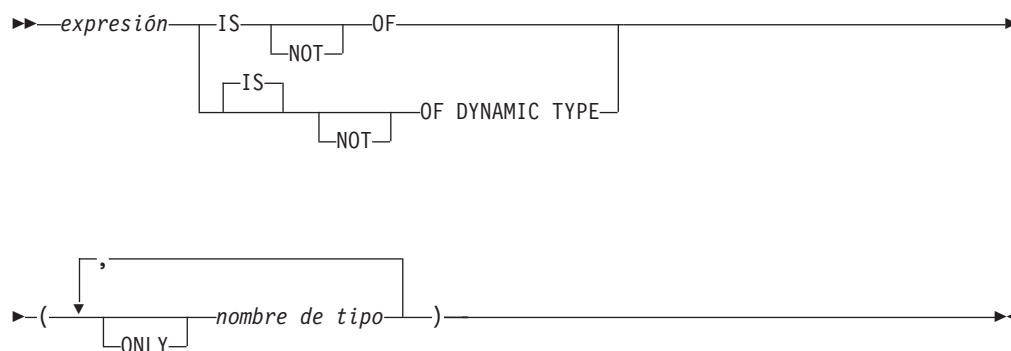 expresión IS OF
NOT
IS
OF DYNAMIC TYPE
NOT
,
( nombre de tipo )
ONLY